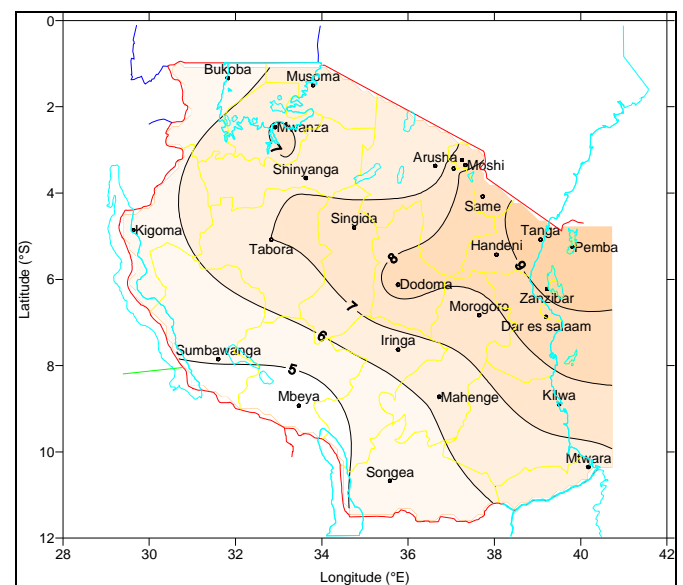 0
Bukoba
Musoma
2
Mwanza
7
Arusha
Moshi
Shinyanga
4
Same
Singida
Kigoma
Tanga
Tabora
Handeni
Pemba
8
9
6
Dodoma
Zanzibar
7
Morogoro
Dar es salaam
6
Iringa
Sumbawanga
8
5
Mbeya
Mahenge
Kilwa
10
Mtwara
Songea
12
28 30 32 34 36 38 40 42
Latitude (°S)
Longitude (°E)